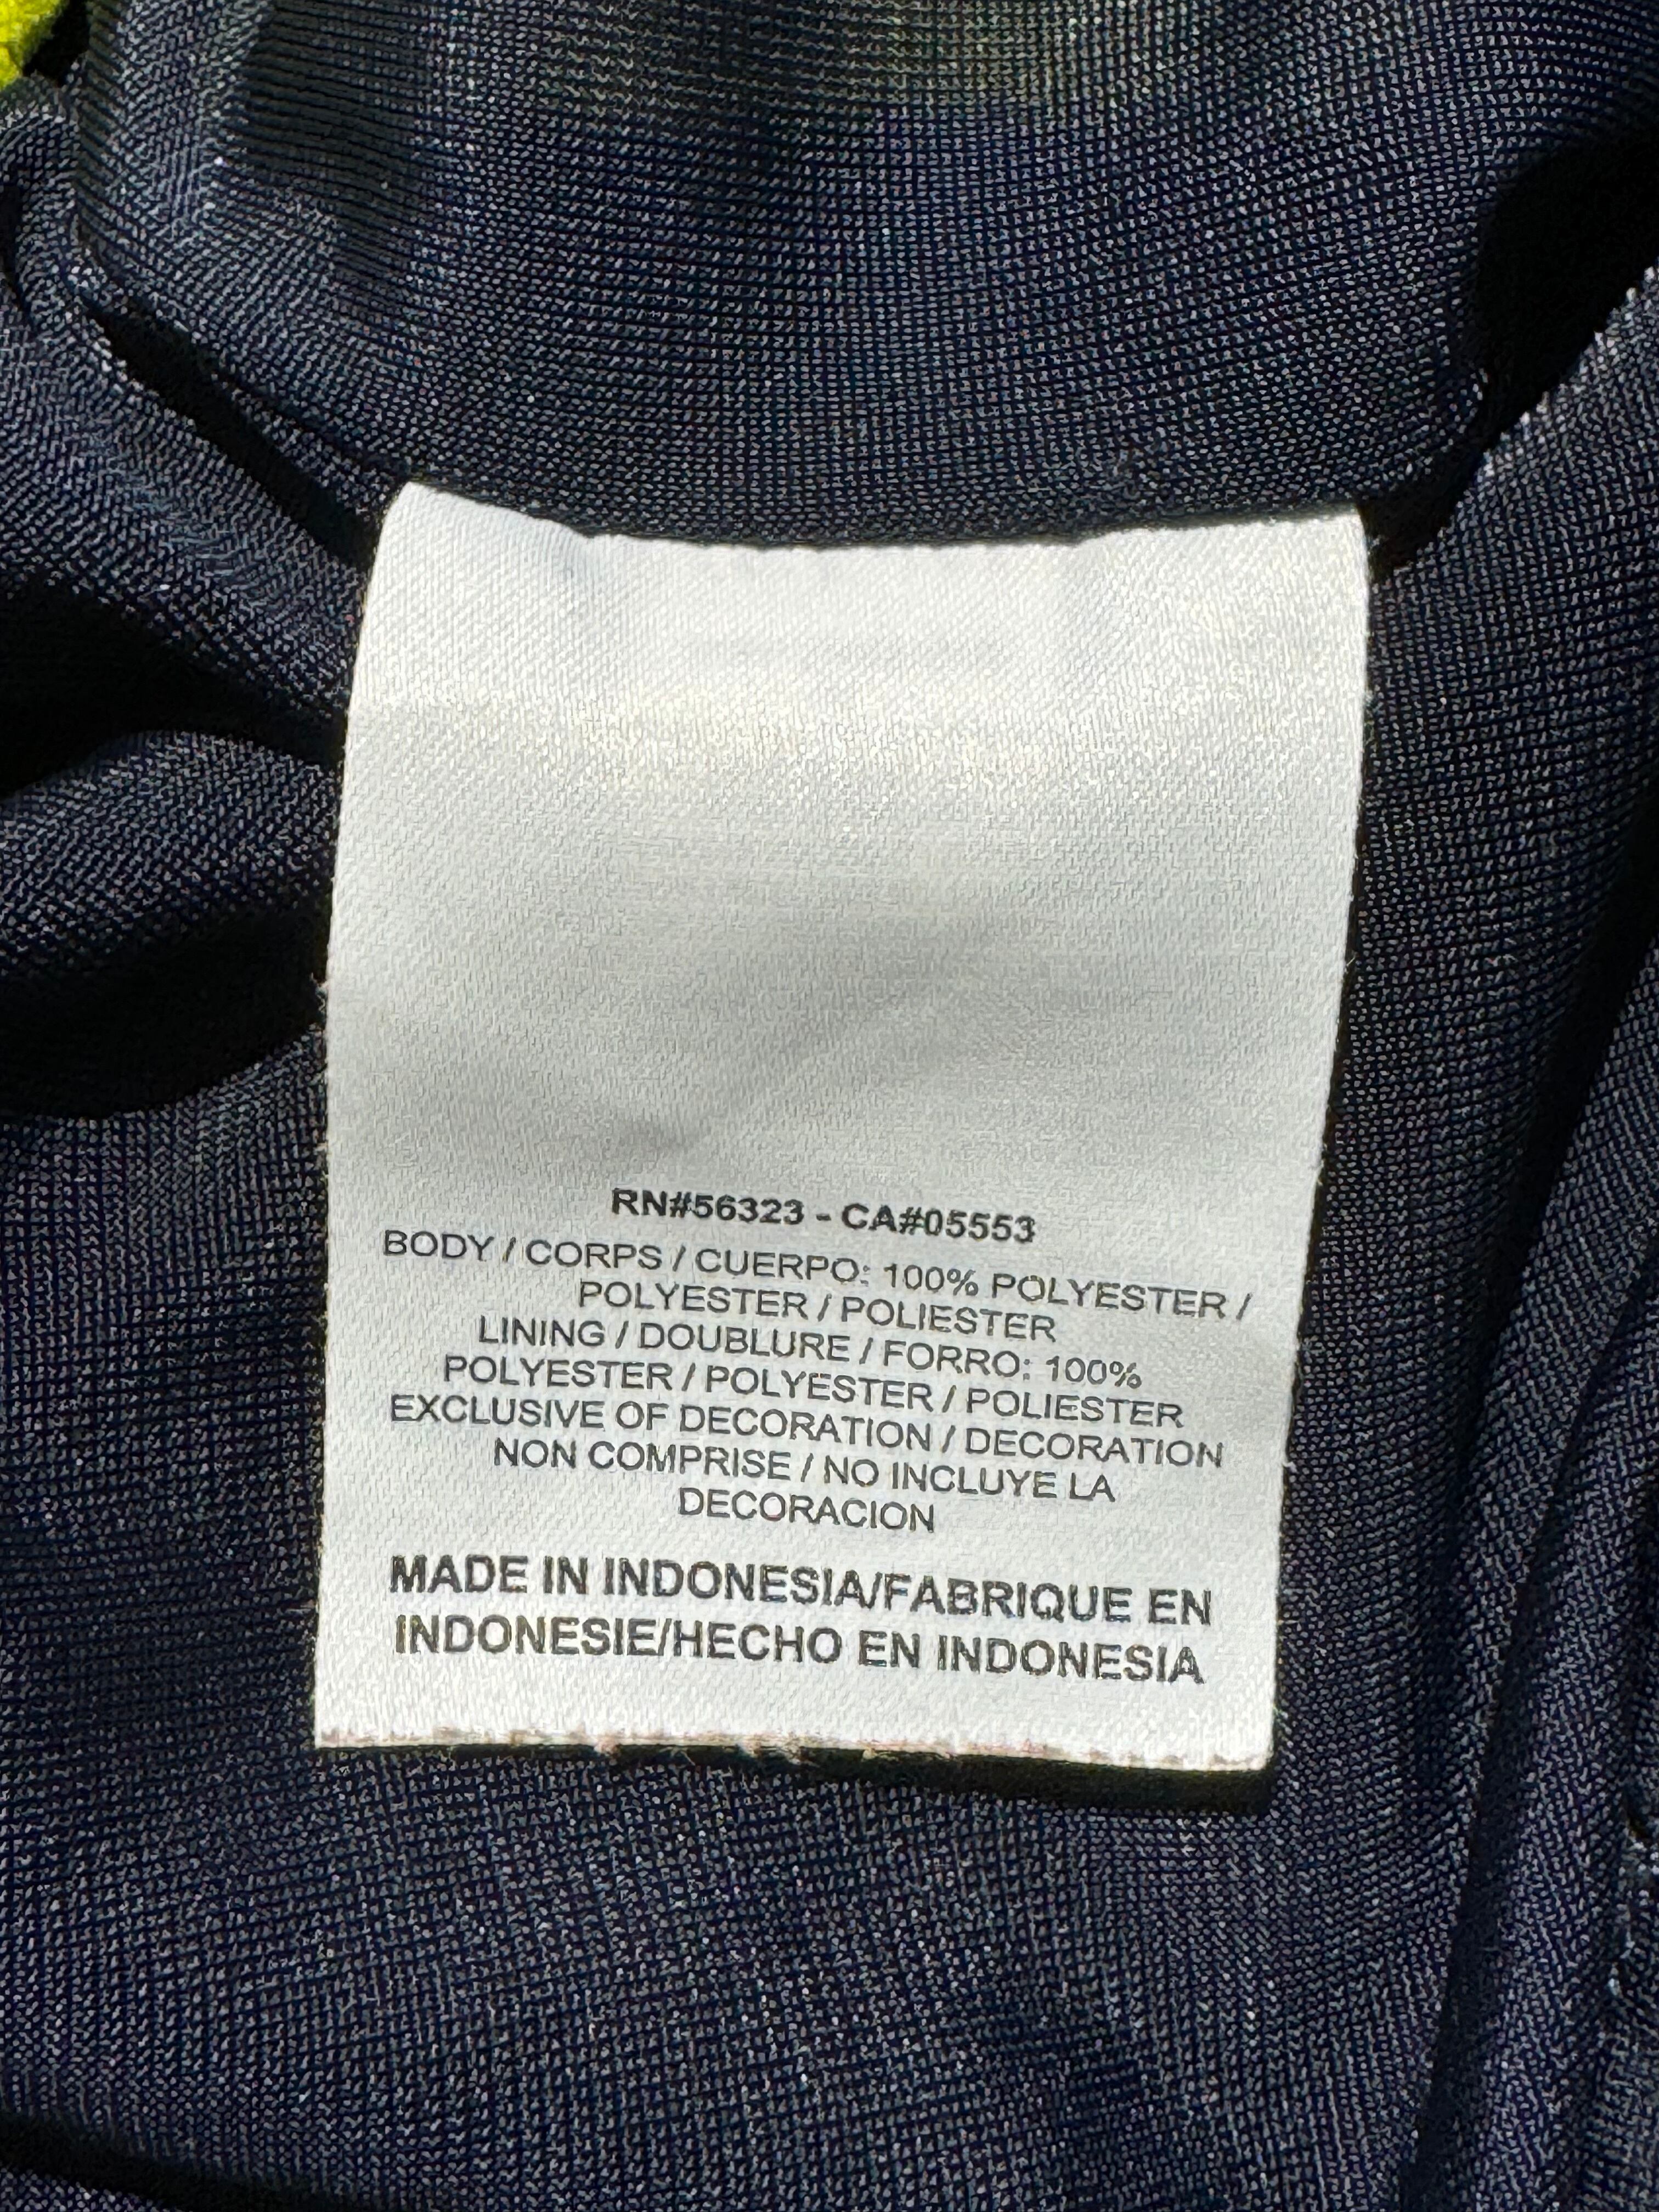 RN#56323 - CA#05553
BODY / CORPS / CUERPO: 100% POLYESTER /
POLYESTER / POLIESTER
LINING / DOUBLURE / FORRO: 100%
POLYESTER / POLYESTER / POLIESTER
EXCLUSIVE OF DECORATION / DECORATION
NON COMPRISE / NO INCLUYE LA
DECORACION
MADE IN INDONESIA/FABRIQUE EN
INDONESIE/HECHO EN INDONESIA